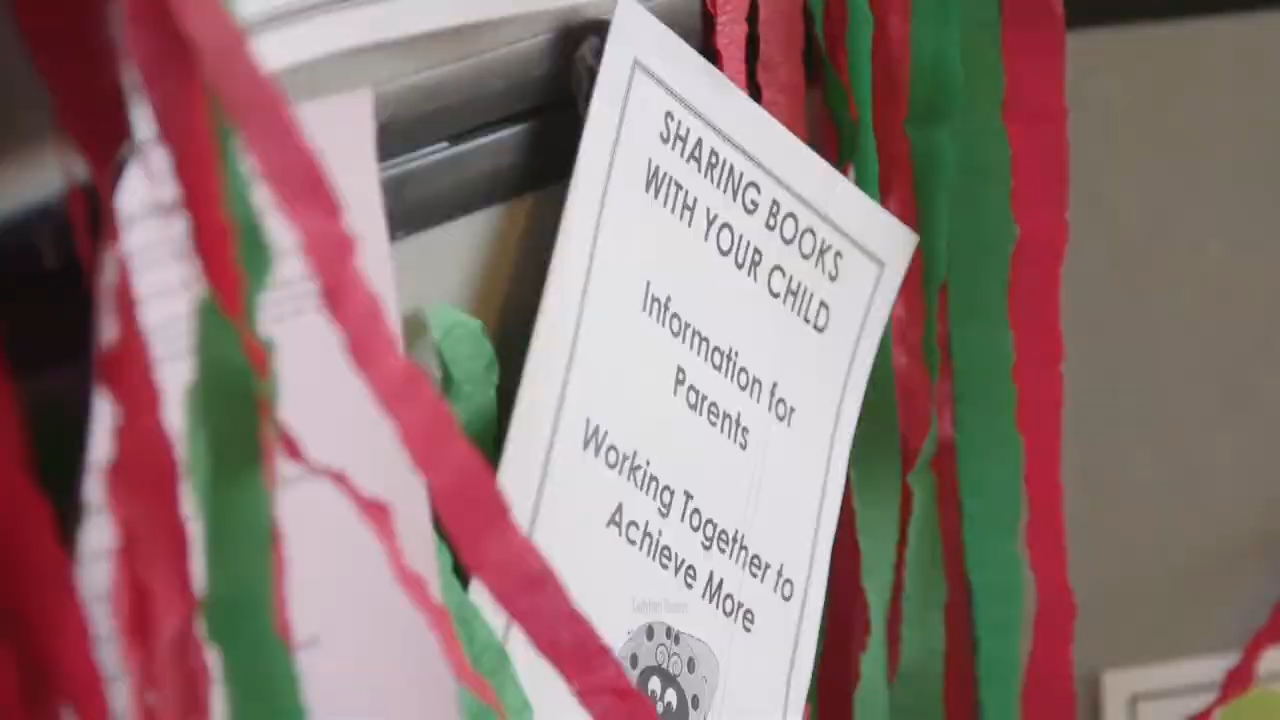 SHARING BOOKS
WITH YOUR CHILD
Information for
Parents
Working Together to
Achieve More